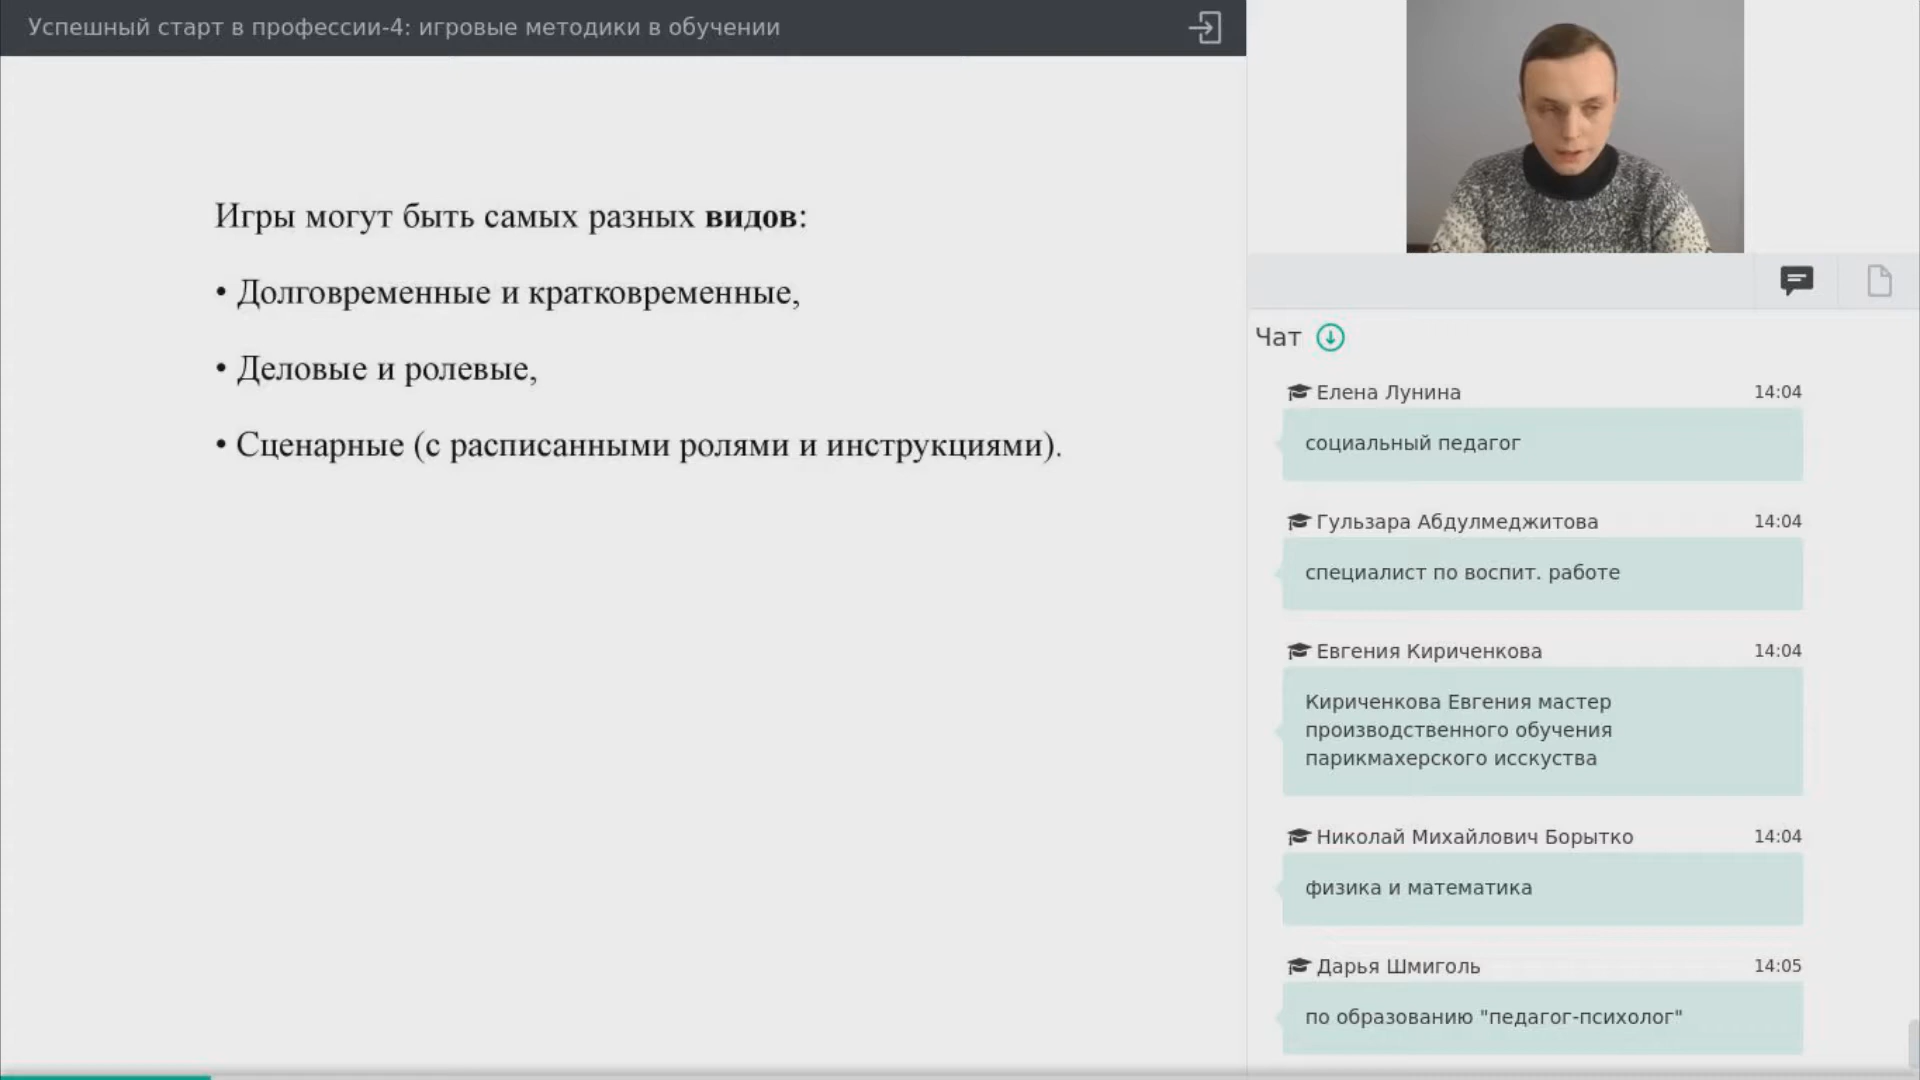 Успешный старт в профессии-4: игровые методики в обучении
Игры могут быть самых разных видов:
• Долговременные и кратковременные,
• Деловые и ролевые,
• Сценарные (с расписанными ролями и инструкциями).
Чат
Елена Лунина 14:04
социальный педагог
Гульзара Абдулмеджитова 14:04
специалист по воспит. работе
Евгения Кириченкова 14:04
Кириченкова Евгения мастер
производственного обучения
парикмахерского исскуства
Николай Михайлович Борытко 14:04
физика и математика
Дарья Шмиголь 14:05
по образованию "педагог-психолог"